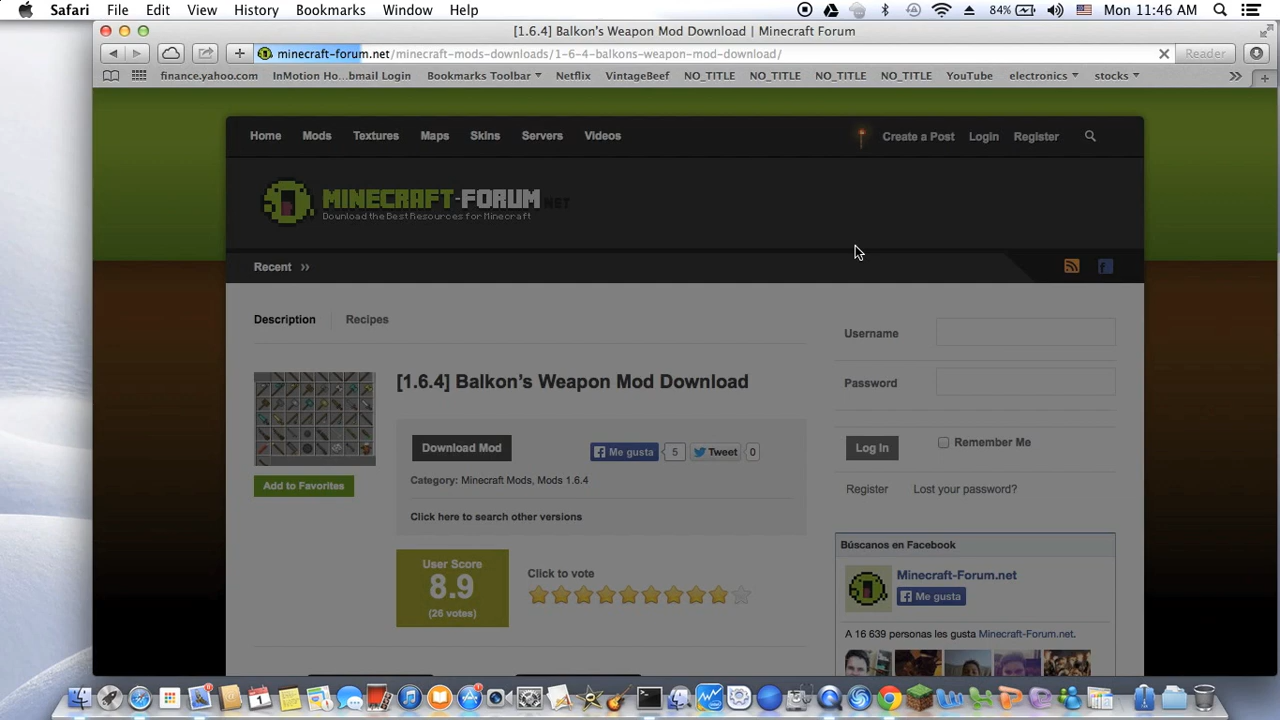 Safari File Edit View History Bookmarks Window Help 84% Mon 11:46 AM
[1.6.4] Balkon's Weapon Mod Download | Minecraft Forum
minecraft-forum.net/minecraft-mods-downloads/1-6-4-balkons-weapon-mod-download/ Reader
finance.yahoo.com InMotion Ho...bmail Login Bookmarks Toolbar Netflix VintageBeef NO_TITLE NO_TITLE NO_TITLE NO_TITLE YouTube electronics stocks
Home Mods Textures Maps Skins Servers Videos Create a Post Login Register
MINECRAFT-FORUM.NET
Download the Best Resources for Minecraft
Recent >>
Description Recipes
Username
Password
[1.6.4] Balkon's Weapon Mod Download
Download Mod Me gusta 5 Tweet 0
Log In Remember Me
Category: Minecraft Mods, Mods 1.6.4
Add to Favorites
Register Lost your password?
Click here to search other versions
Búscanos en Facebook
User Score
8.9
(26 votes)
Click to vote
Minecraft-Forum.net
Me gusta
A 16 639 personas les gusta Minecraft-Forum.net.